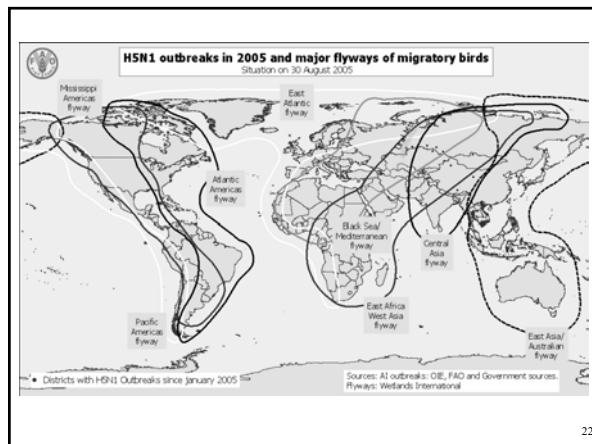 H5N1 outbreaks in 2005 and major flyways of migratory birds
Situation on 30 August 2005
Mississippi
Americas
flyway
East
Atlantic
flyway
Atlantic
Americas
flyway
Black Sea/
Mediterranean
flyway
Central
Asia
flyway
East Africa
West Asia
flyway
Pacific
Americas
flyway
East Asia/
Australian
flyway
Districts with H5N1 Outbreaks since January 2005
Sources: AI outbreaks: OIE, FAO and Government sources.
Flyways: Wetlands International
22